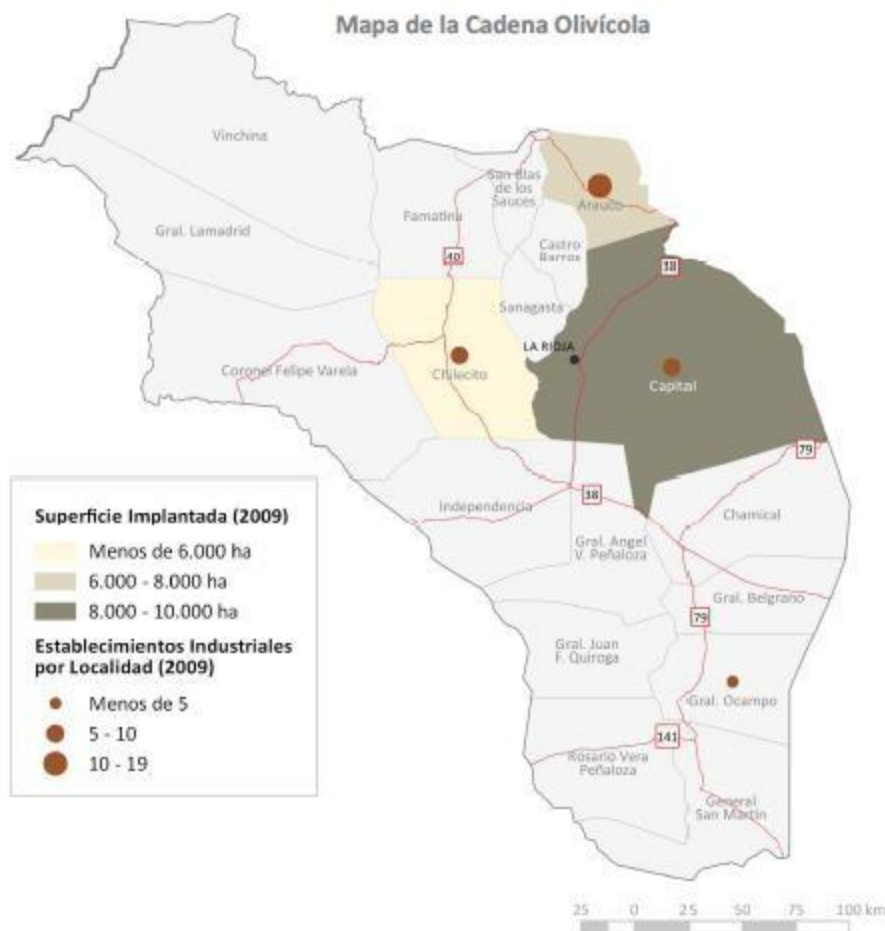 Mapa de la Cadena Olivícola
Vinchina
San Blas
de los
Sauces
Arauco
Famatina
Gral. Lamadrid
Castro
Barros
40
38
Sanagasta
LA RIOJA
Coronel Felipe Varela
Chilecito
Capital
79
Independencia
38
Chamical
Gral. Angel
V. Peñaloza
Gral. Belgrano
79
Gral. Juan
F. Quiroga
Gral. Ocampo
141
Rosario Vera
Peñaloza
General
San Martín
Superficie Implantada (2009)
Menos de 6.000 ha
6.000 - 8.000 ha
8.000 - 10.000 ha
Establecimientos Industriales
por Localidad (2009)
Menos de 5
5 - 10
10 - 19
25 0 25 50 75 100 km